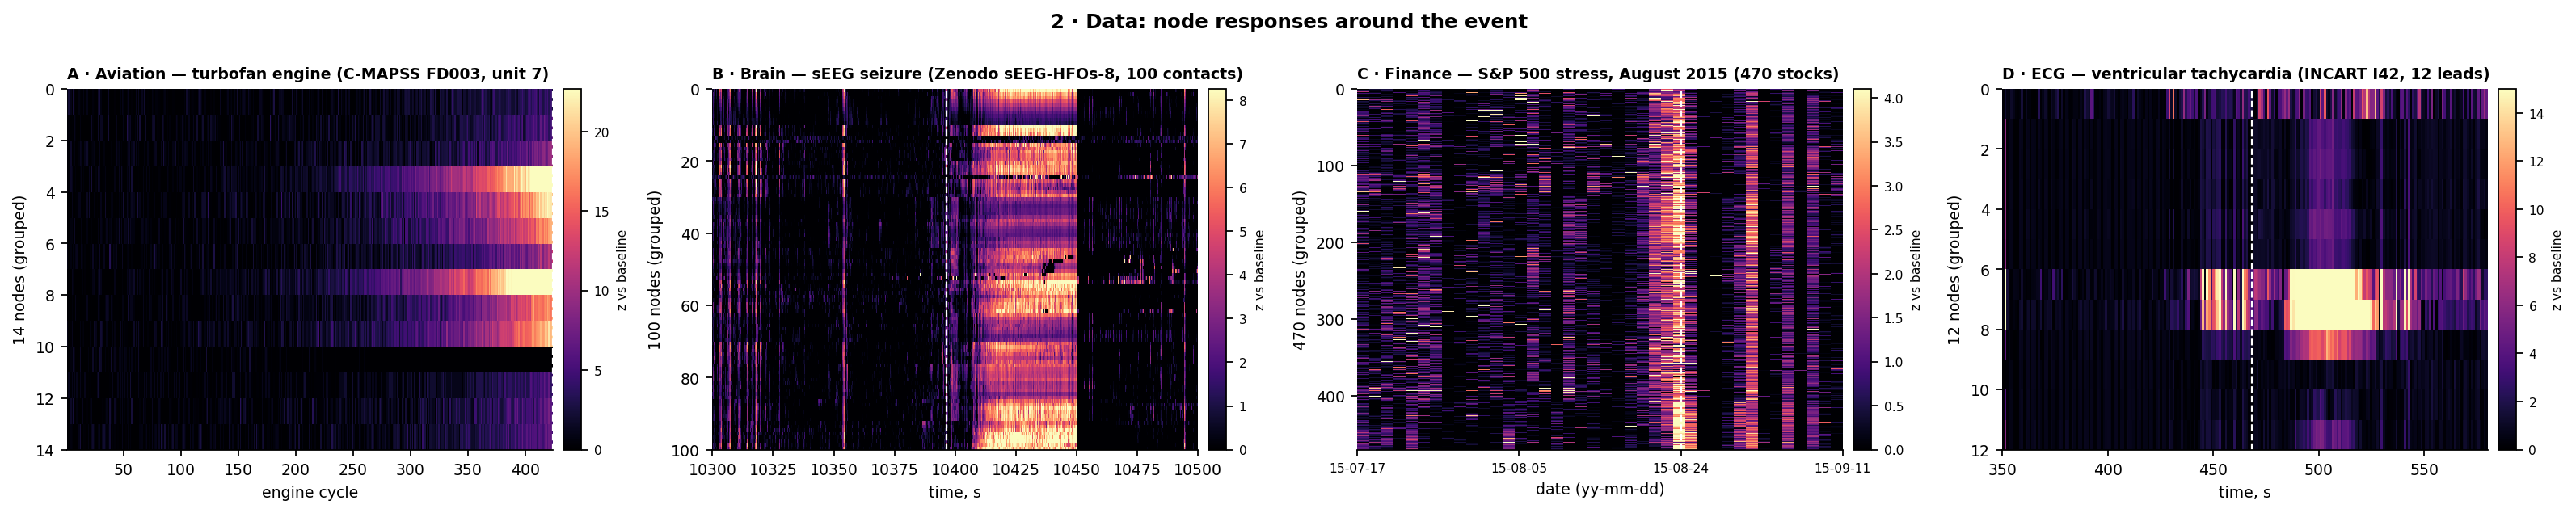 2 · Data: node responses around the event
A · Aviation — turbofan engine (C-MAPSS FD003, unit 7)
0
2
4
6
8
10
12
14
14 nodes (grouped)
50 100 150 200 250 300 350 400
engine cycle
20
15
10
5
0
z vs baseline
B · Brain — sEEG seizure (Zenodo sEEG-HFOs-8, 100 contacts)
0
20
40
60
80
100
100 nodes (grouped)
10300 10325 10350 10375 10400 10425 10450 10475 10500
time, s
8
7
6
5
4
3
2
1
0
z vs baseline
C · Finance — S&P 500 stress, August 2015 (470 stocks)
0
100
200
300
400
470 nodes (grouped)
15-07-17 15-08-05 15-08-24 15-09-11
date (yy-mm-dd)
4.0
3.5
3.0
2.5
2.0
1.5
1.0
0.5
0.0
z vs baseline
D · ECG — ventricular tachycardia (INCART I42, 12 leads)
0
2
4
6
8
10
12
12 nodes (grouped)
350 400 450 500 550
time, s
14
12
10
8
6
4
2
0
z vs baseline